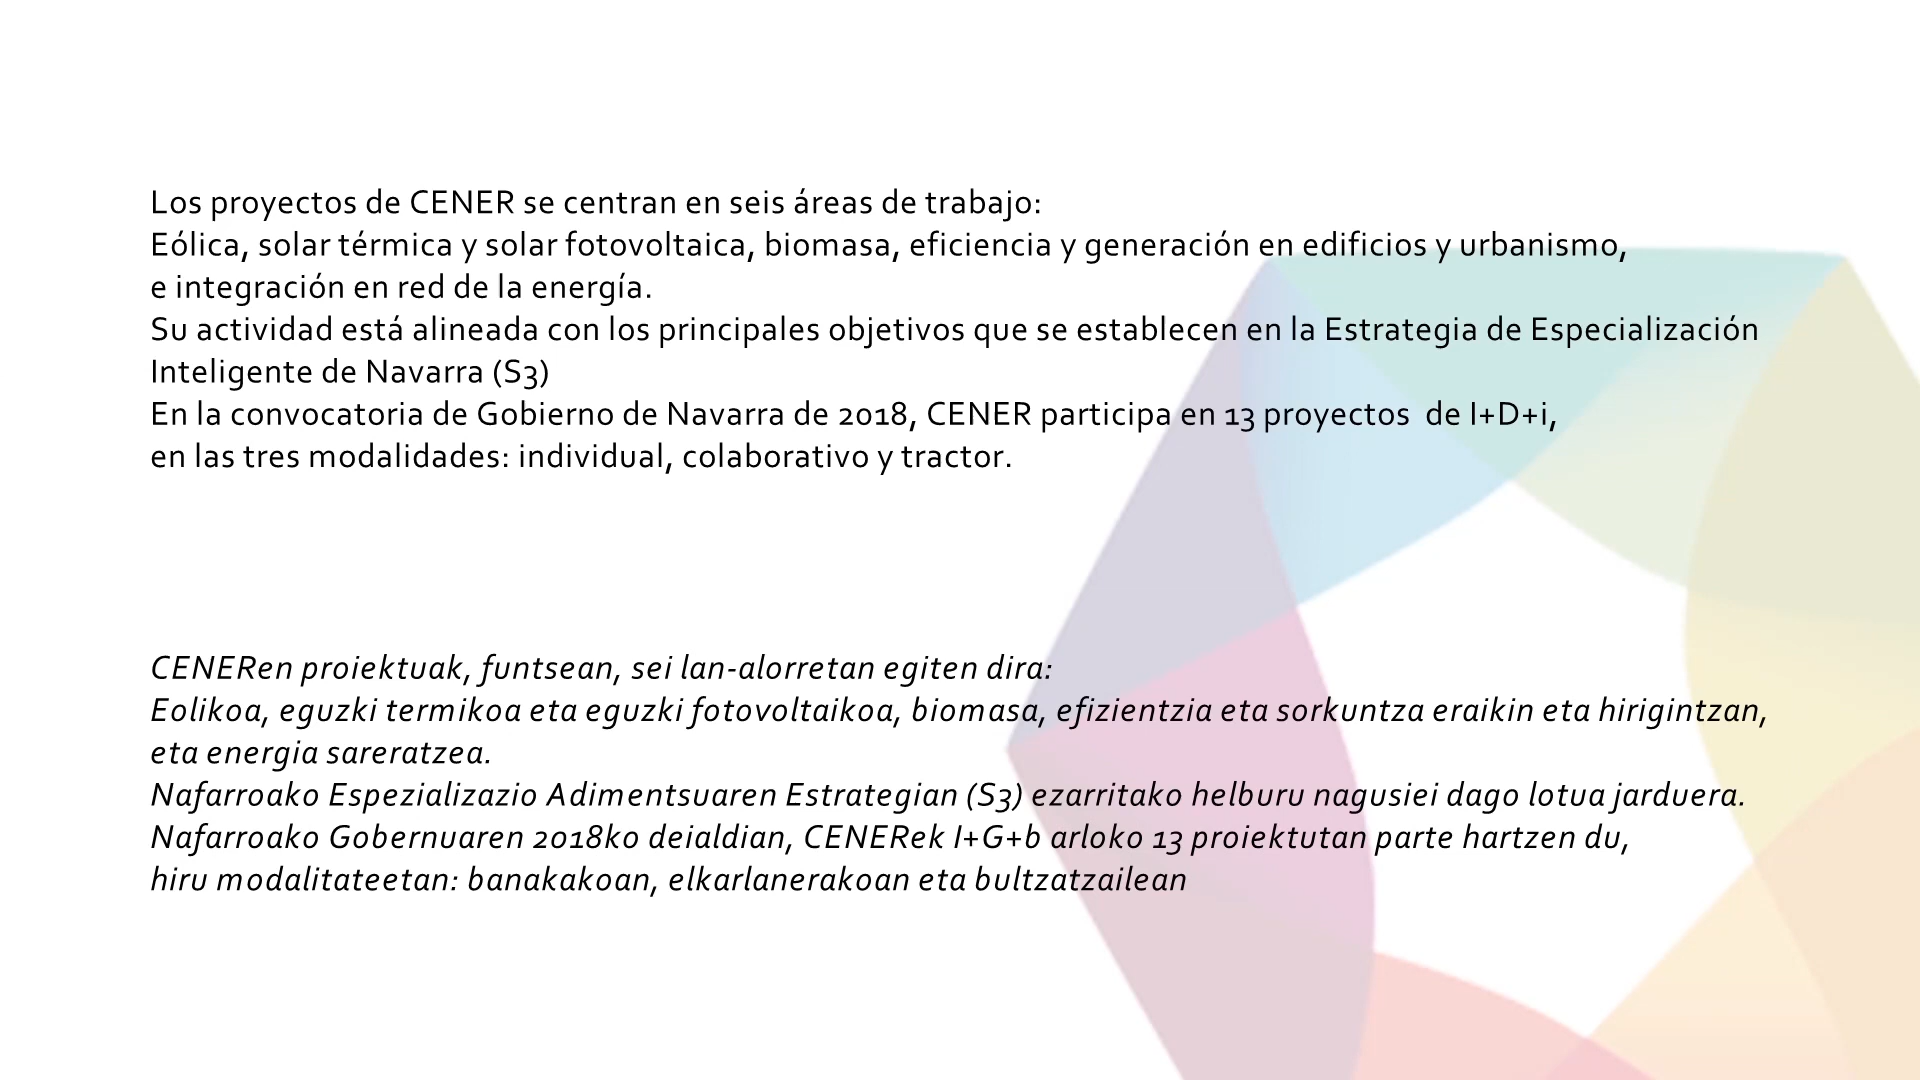 Los proyectos de CENER se centran en seis áreas de trabajo:
Eólica, solar térmica y solar fotovoltaica, biomasa, eficiencia y generación en edificios y urbanismo,
e integración en red de la energía.
Su actividad está alineada con los principales objetivos que se establecen en la Estrategia de Especialización
Inteligente de Navarra (S3)
En la convocatoria de Gobierno de Navarra de 2018, CENER participa en 13 proyectos  de I+D+i,
en las tres modalidades: individual, colaborativo y tractor.
CENERen proiektuak, funtsean, sei lan-alorretan egiten dira:
Eolikoa, eguzki termikoa eta eguzki fotovoltaikoa, biomasa, efizientzia eta sorkuntza eraikin eta hirigintzan,
eta energia sareratzea.
Nafarroako Espezializazio Adimentsuaren Estrategian (S3) ezarritako helburu nagusiei dago lotua jarduera.
Nafarroako Gobernuaren 2018ko deialdian, CENERek I+G+b arloko 13 proiektutan parte hartzen du,
hiru modalitateetan: banakakoan, elkarlanerakoan eta bultzatzailean